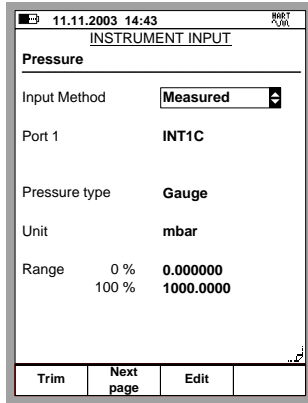 11.11.2003 14:43 HART
INSTRUMENT INPUT
Pressure
Input Method Measured
Port 1 INT1C
Pressure type Gauge
Unit mbar
Range 0 % 0.000000
100 % 1000.0000
Trim Next page Edit